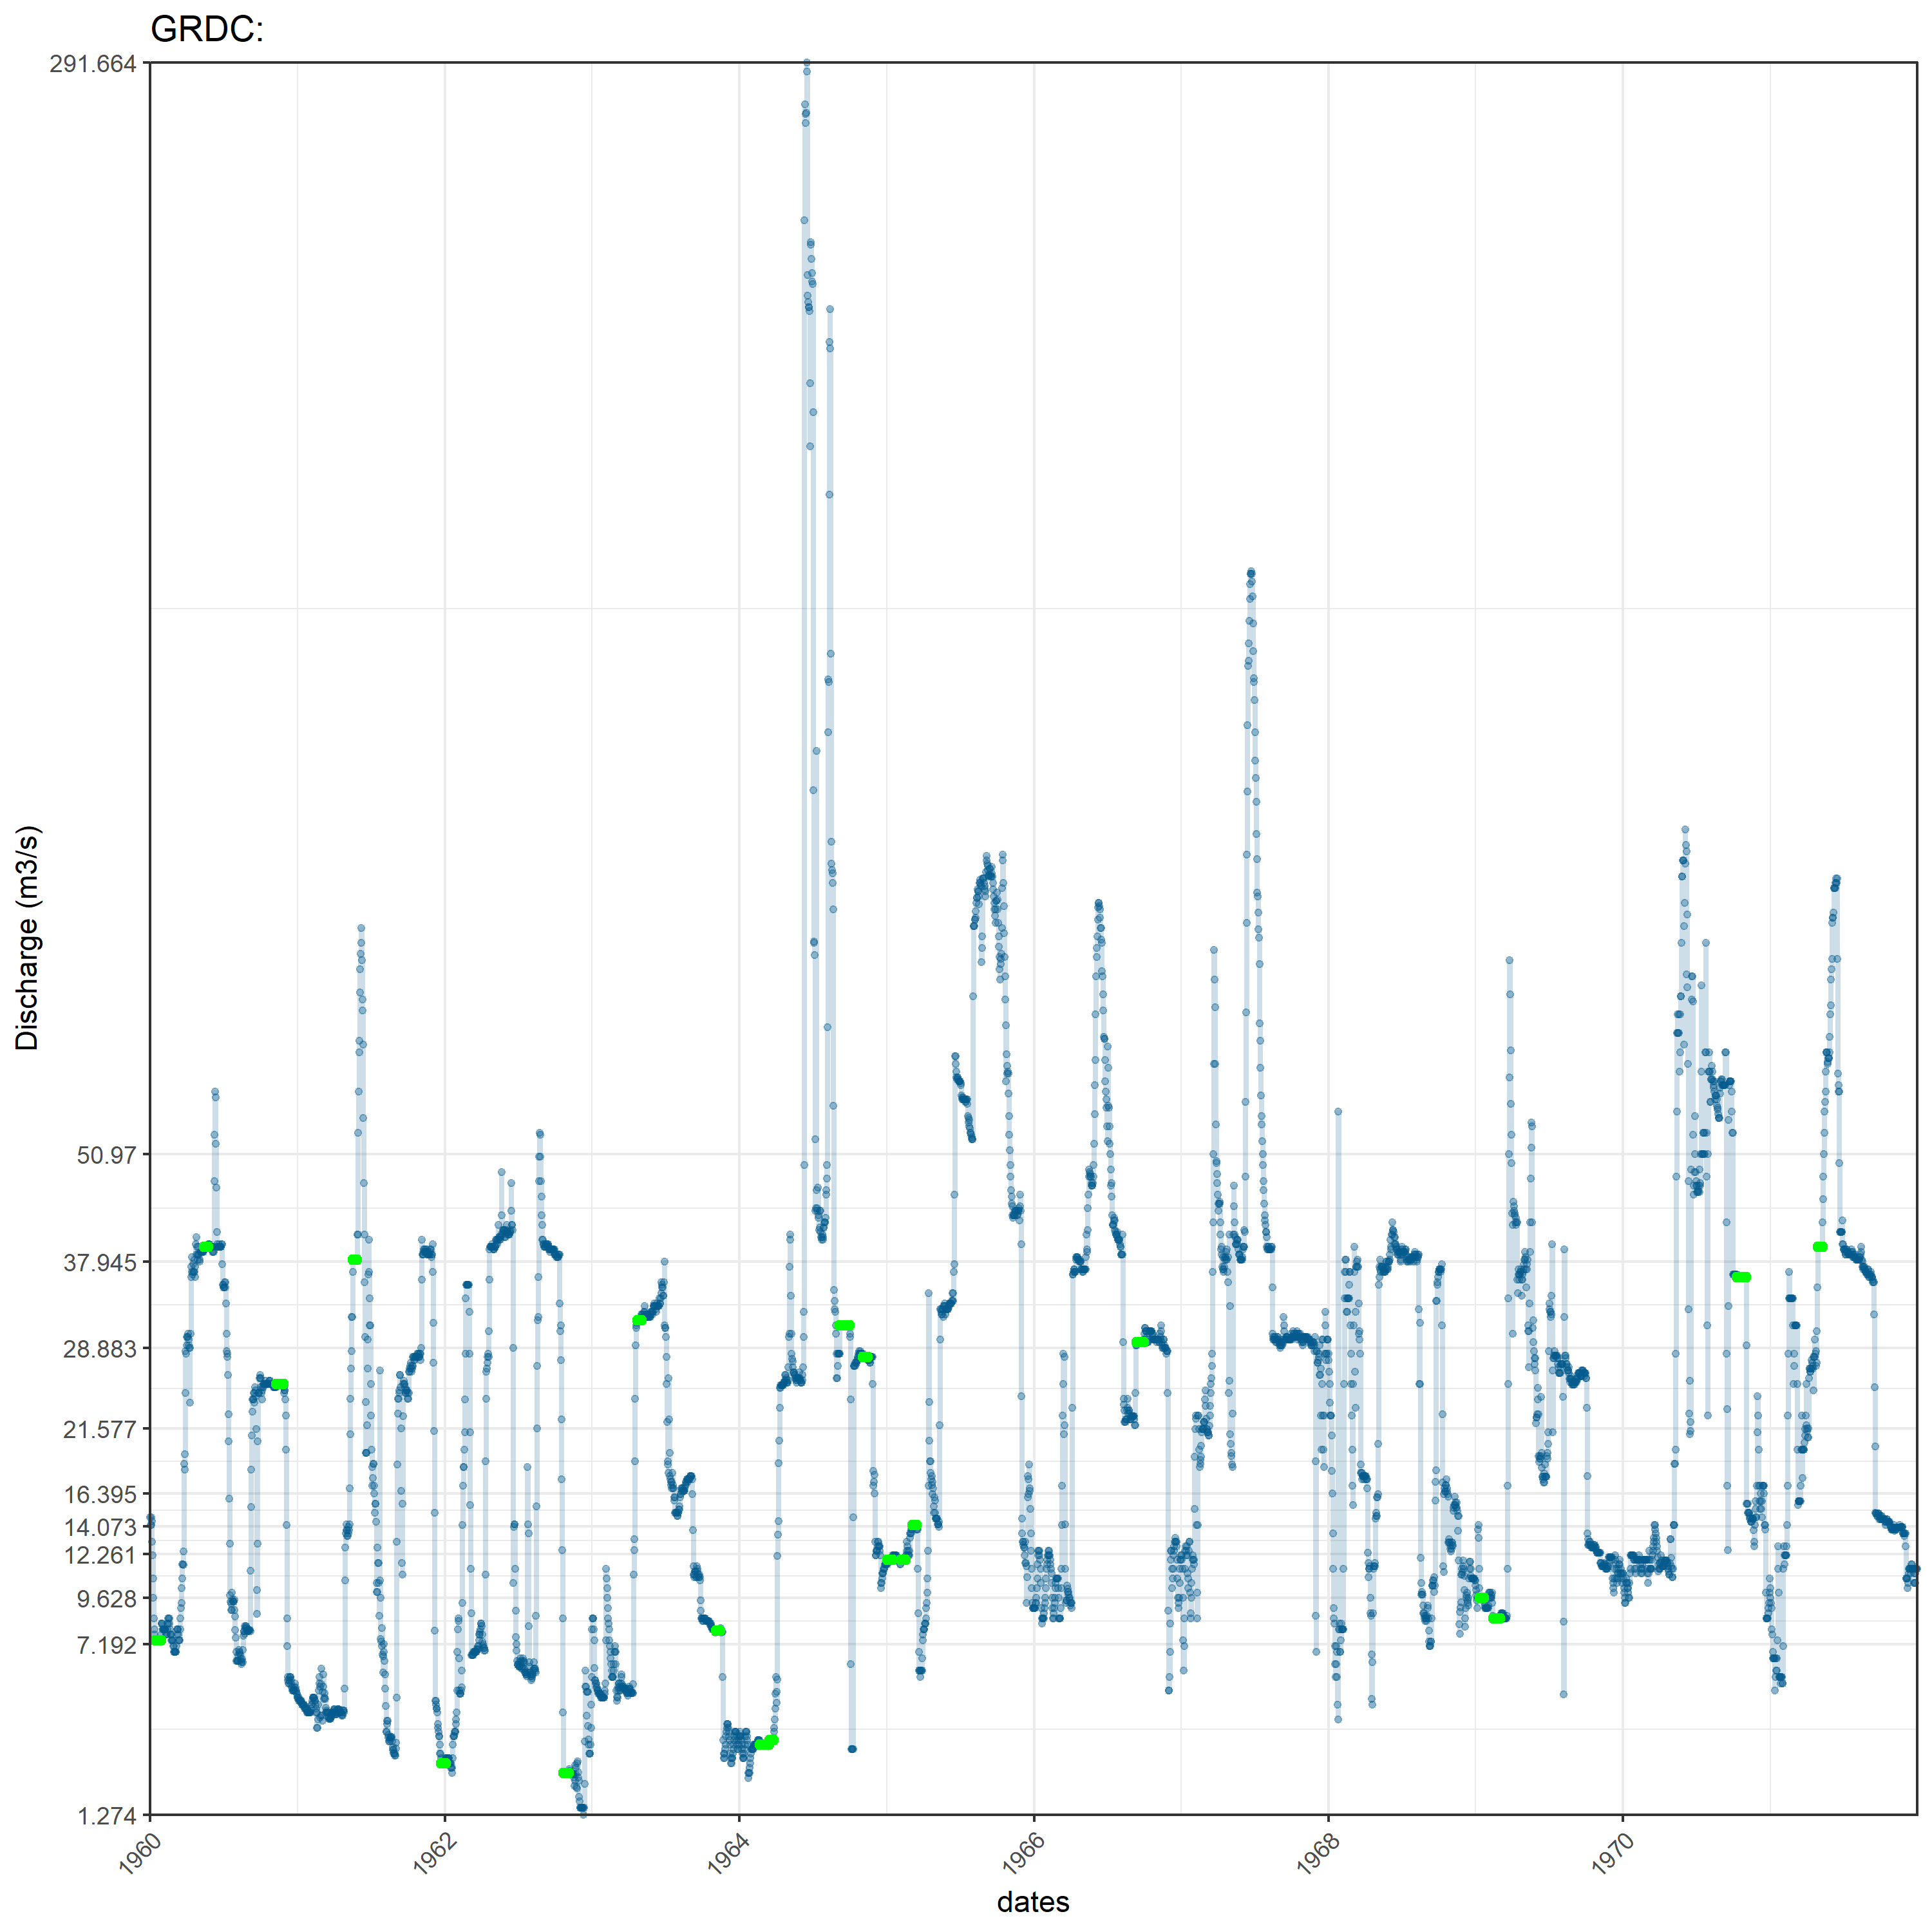 GRDC:
291.664
50.97
37.945
28.883
21.577
16.395
14.073
12.261
9.628
7.192
1.274
Discharge (m3/s)
1960 1962 1964 1966 1968 1970
dates